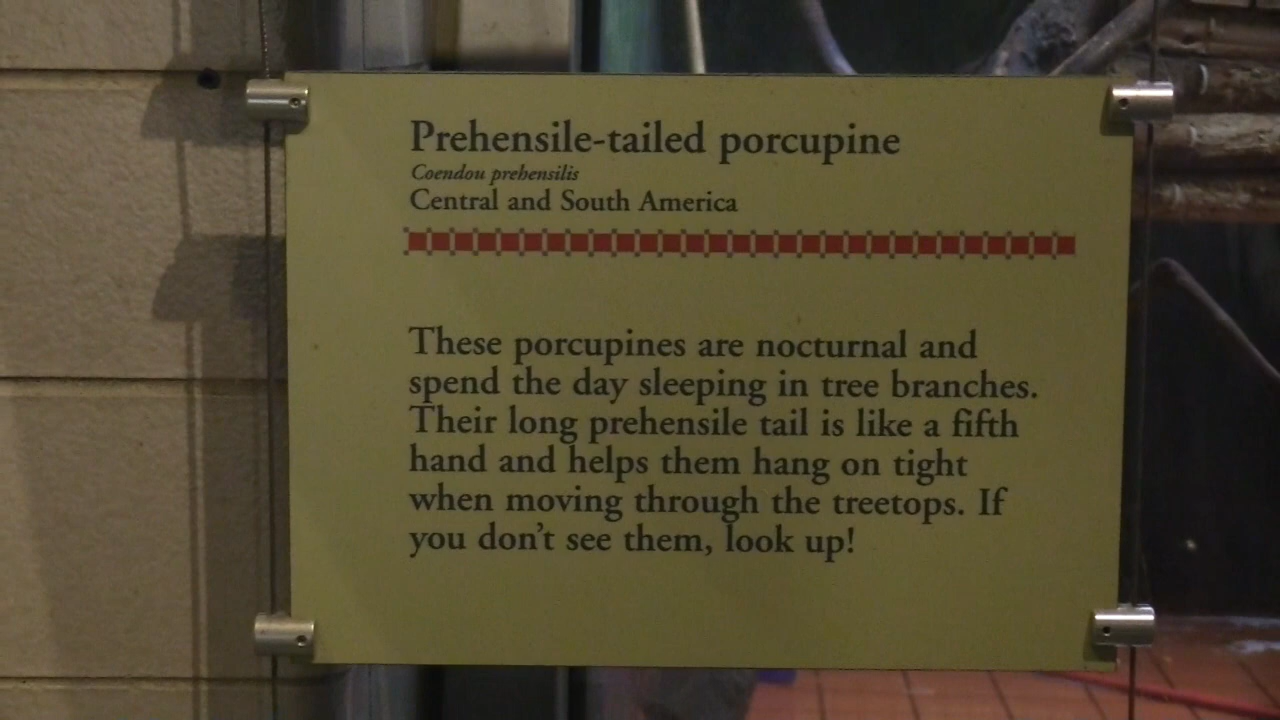 Prehensile-tailed porcupine
Coendou prehensilis
Central and South America
These porcupines are nocturnal and
spend the day sleeping in tree branches.
Their long prehensile tail is like a fifth
hand and helps them hang on tight
when moving through the treetops. If
you don't see them, look up!